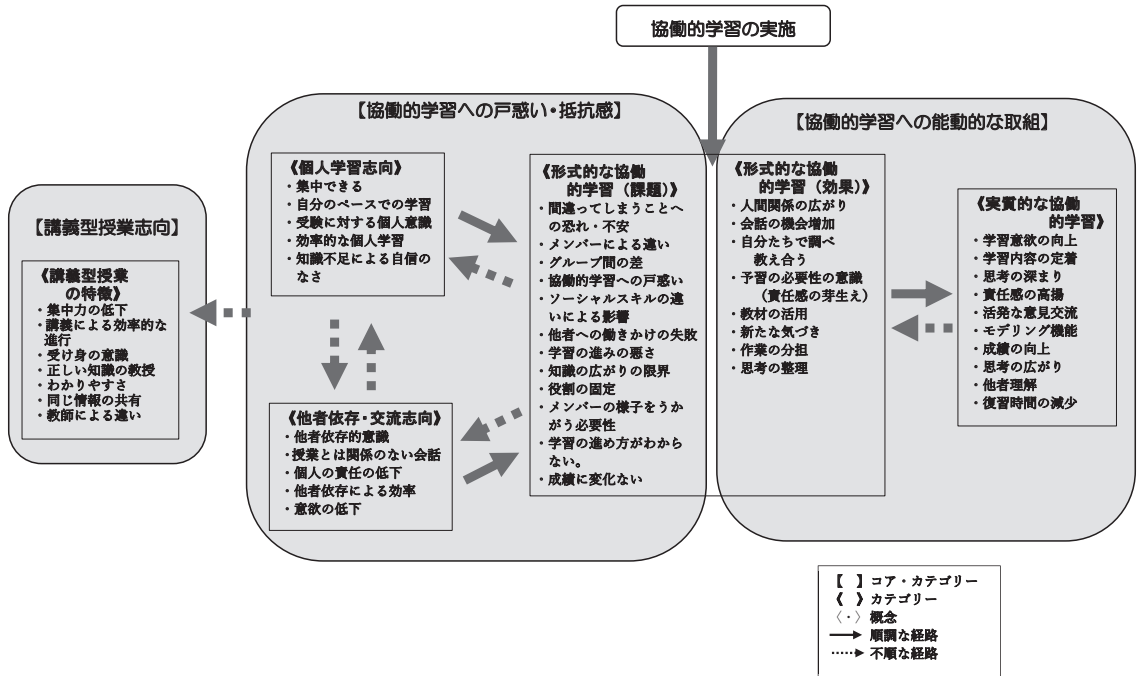 協働的学習の実施
【協働的学習への戸惑い・抵抗感】
【協働的学習への能動的な取組】
【講義型授業志向】
《講義型授業
の特徴》
・集中力の低下
・講義による効率的な
進行
・受け身の意識
・正しい知識の教授
・わかりやすさ
・同じ情報の共有
・教師による違い
《個人学習志向》
・集中できる
・自分のペースでの学習
・受験に対する個人意識
・効率的な個人学習
・知識不足による自信の
なさ
《他者依存・交流志向》
・他者依存的意識
・授業とは関係のない会話
・個人の責任の低下
・他者依存による効率
・意欲の低下
《形式的な協働
的学習（課題）》
・間違ってしまうことへ
の恐れ・不安
・メンバーによる違い
・グループ間の差
・協働的学習への戸惑い
・ソーシャルスキルの違
いによる影響
・他者への働きかけの失敗
・学習の進みの悪さ
・知識の広がりの限界
・役割の固定
・メンバーの様子をうか
がう必要性
・学習の進め方がわから
ない。
・成績に変化ない
《形式的な協働
的学習（効果）》
・人間関係の広がり
・会話の機会増加
・自分たちで調べ
教え合う
・予習の必要性の意識
（責任感の芽生え）
・教材の活用
・新たな気づき
・作業の分担
・思考の整理
《実質的な協働
的学習》
・学習意欲の向上
・学習内容の定着
・思考の深まり
・責任感の高揚
・活発な意見交流
・モデリング機能
・成績の向上
・思考の広がり
・他者理解
・復習時間の減少
【 】コア・カテゴリー
《 》カテゴリー
〈・〉概念
順調な経路
不順な経路